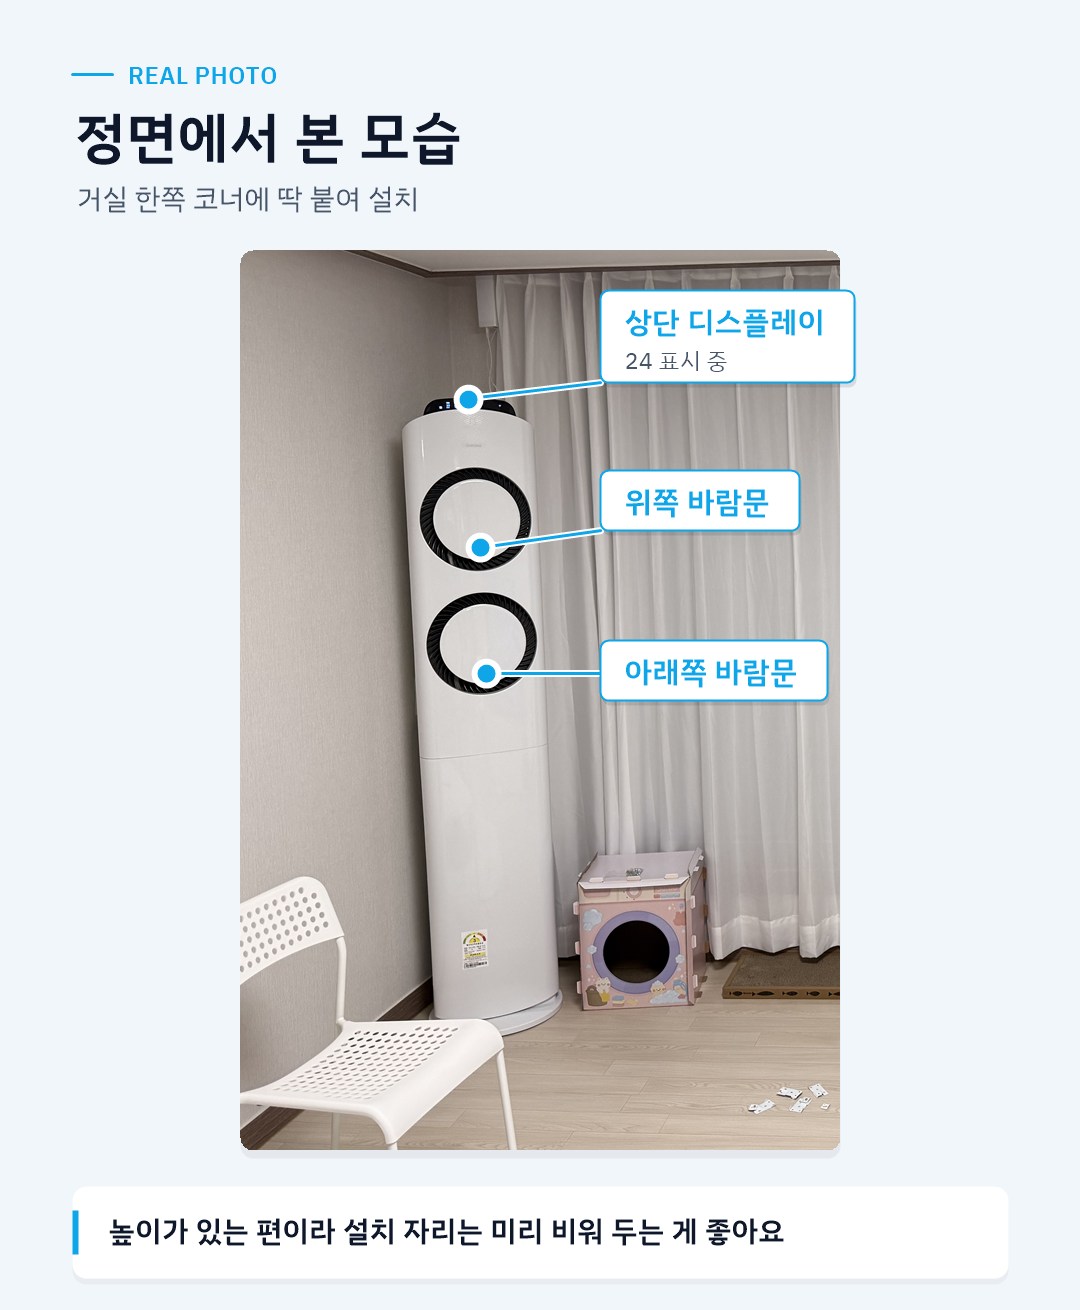 REAL PHOTO
정면에서 본 모습
거실 한쪽 코너에 딱 붙여 설치
상단 디스플레이
24 표시 중
위쪽 바람문
아래쪽 바람문
높이가 있는 편이라 설치 자리는 미리 비워 두는 게 좋아요